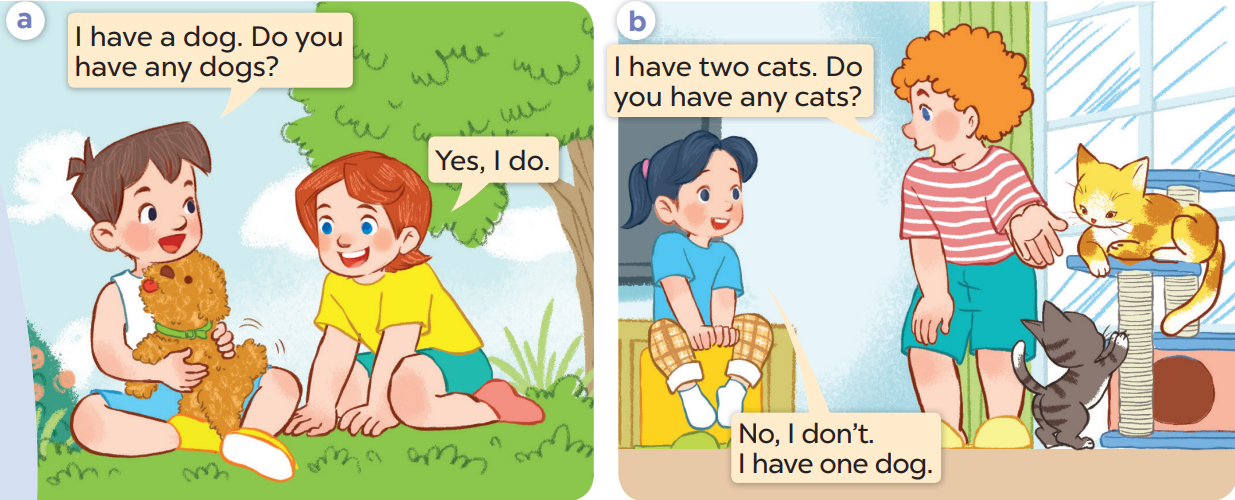 a
I have a dog. Do you
have any dogs?
Yes, I do.
b
I have two cats. Do
you have any cats?
No, I don't.
I have one dog.